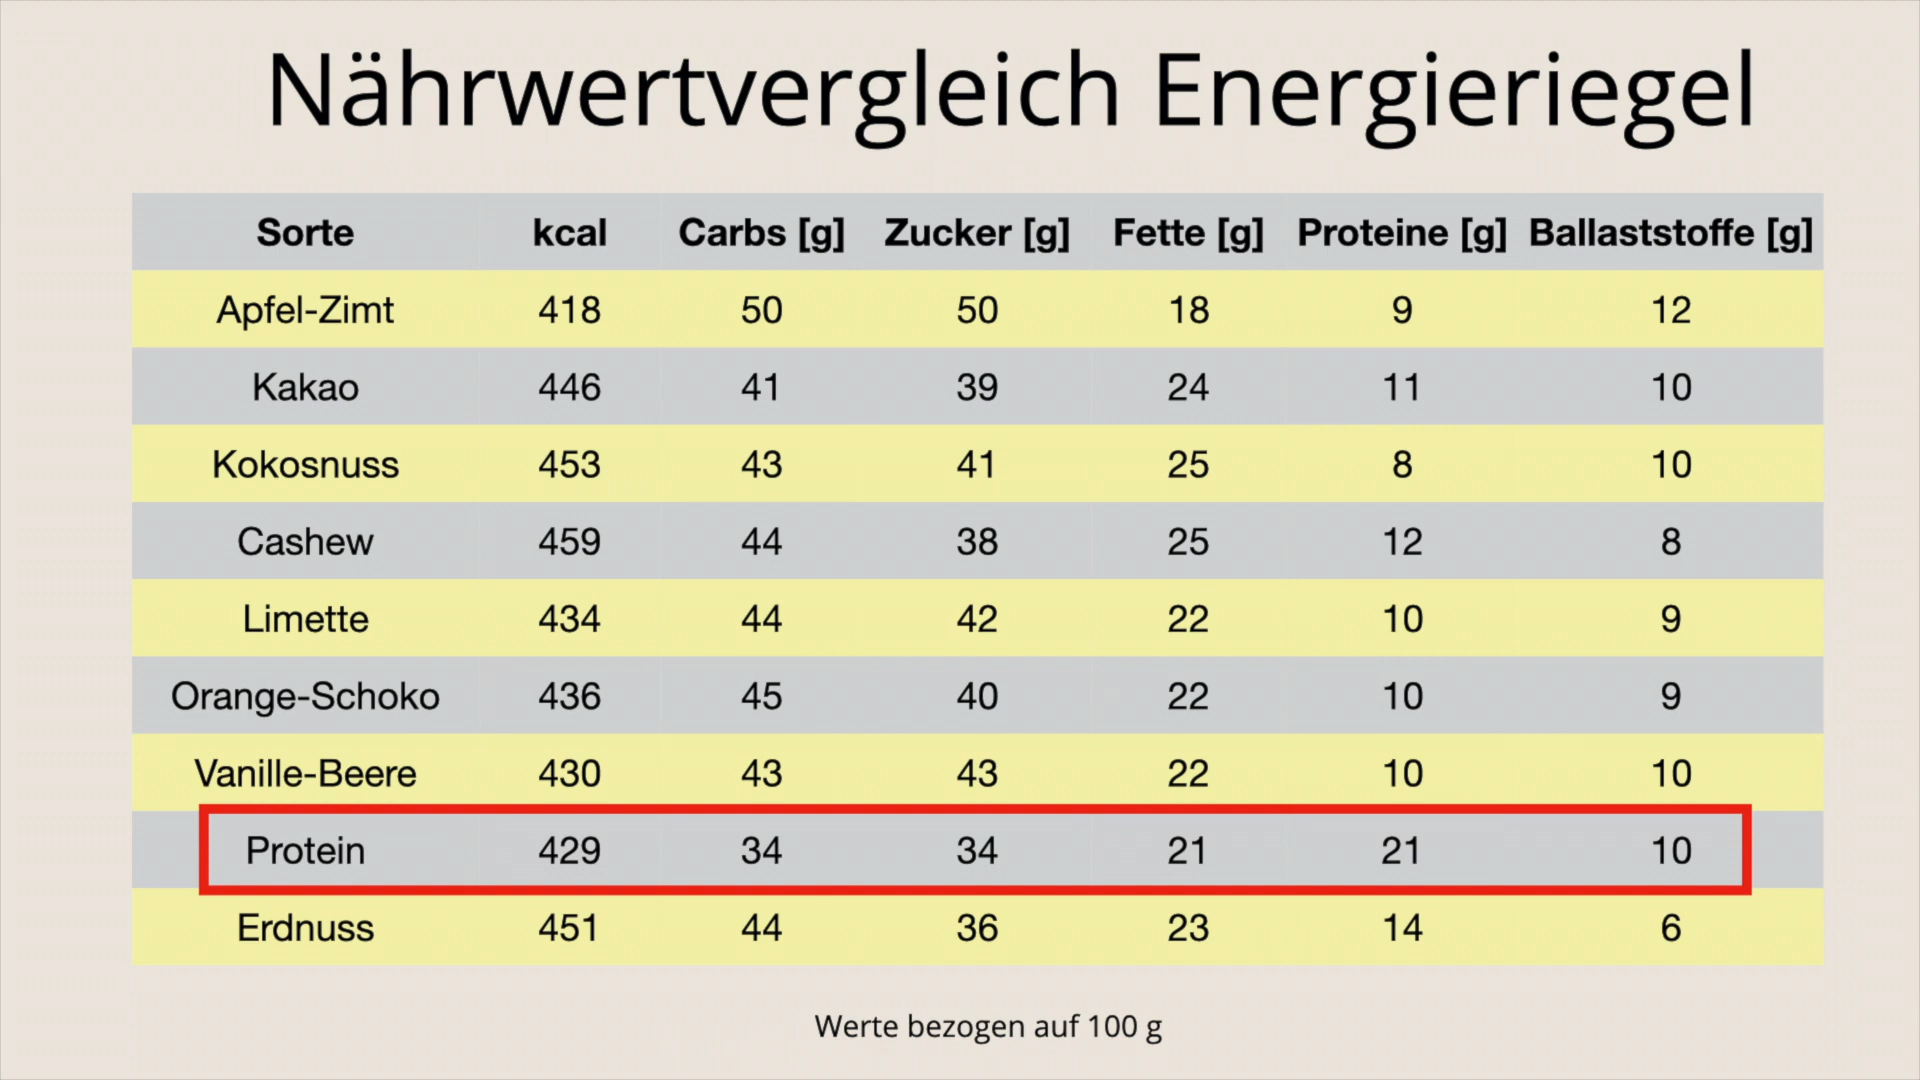 Nährwertvergleich Energieriegel
Sorte kcal Carbs [g] Zucker [g] Fette [g] Proteine [g] Ballaststoffe [g]
Apfel-Zimt 418 50 50 18 9 12
Kakao 446 41 39 24 11 10
Kokosnuss 453 43 41 25 8 10
Cashew 459 44 38 25 12 8
Limette 434 44 42 22 10 9
Orange-Schoko 436 45 40 22 10 9
Vanille-Beere 430 43 43 22 10 10
Protein 429 34 34 21 21 10
Erdnuss 451 44 36 23 14 6
Werte bezogen auf 100 g